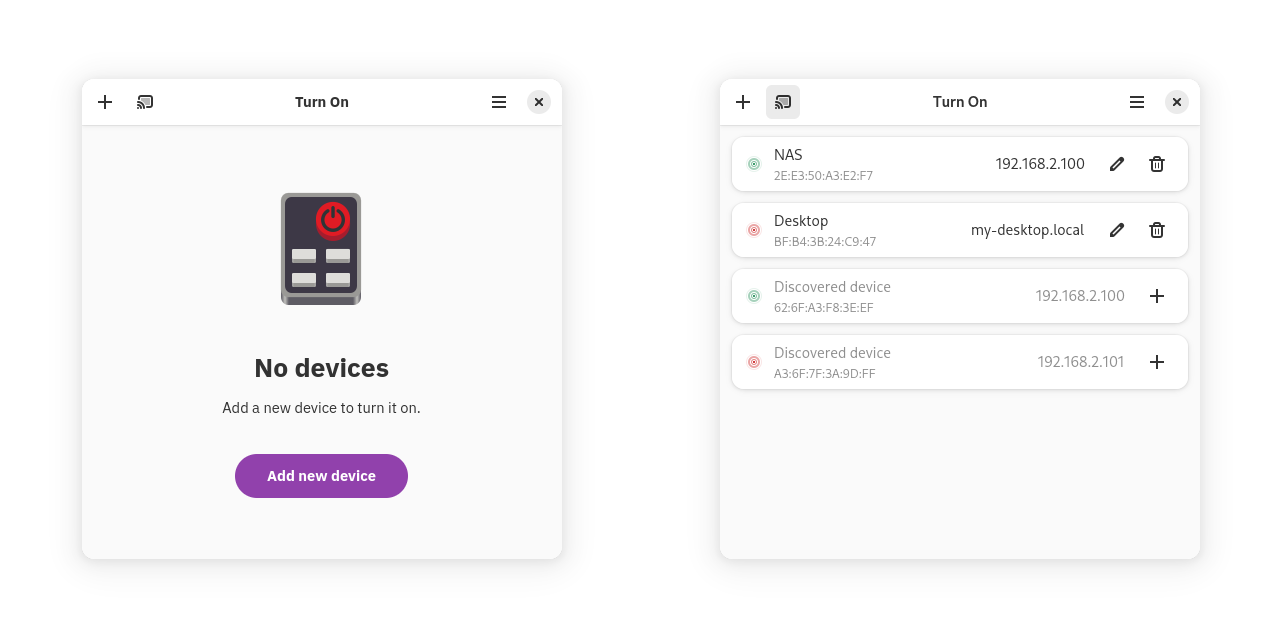 Turn On
No devices
Add a new device to turn it on.
Add new device
Turn On
NAS
2E:E3:50:A3:E2:F7
192.168.2.100
Desktop
BF:B4:3B:24:C9:47
my-desktop.local
Discovered device
62:6F:A3:F8:3E:EF
192.168.2.100
Discovered device
A3:6F:7F:3A:9D:FF
192.168.2.101